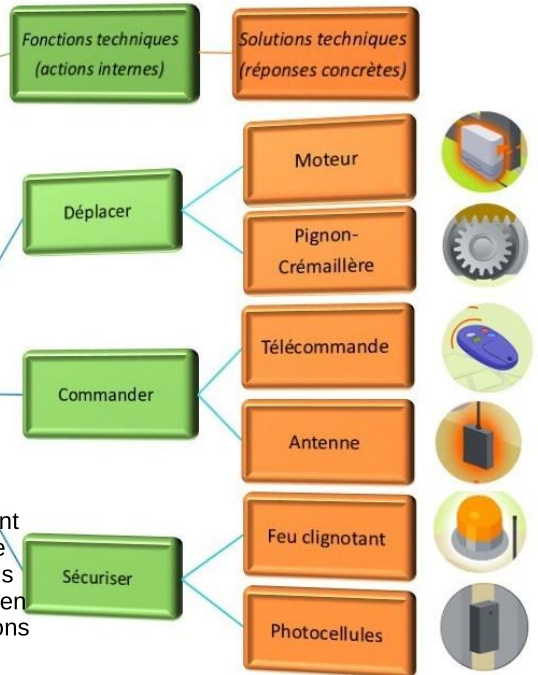 Fonctions techniques
(actions internes)
Solutions techniques
(réponses concrètes)
Déplacer
Moteur
Pignon-
Crémaillère
Commander
Télécommande
Antenne
Sécuriser
Feu clignotant
Photocellules